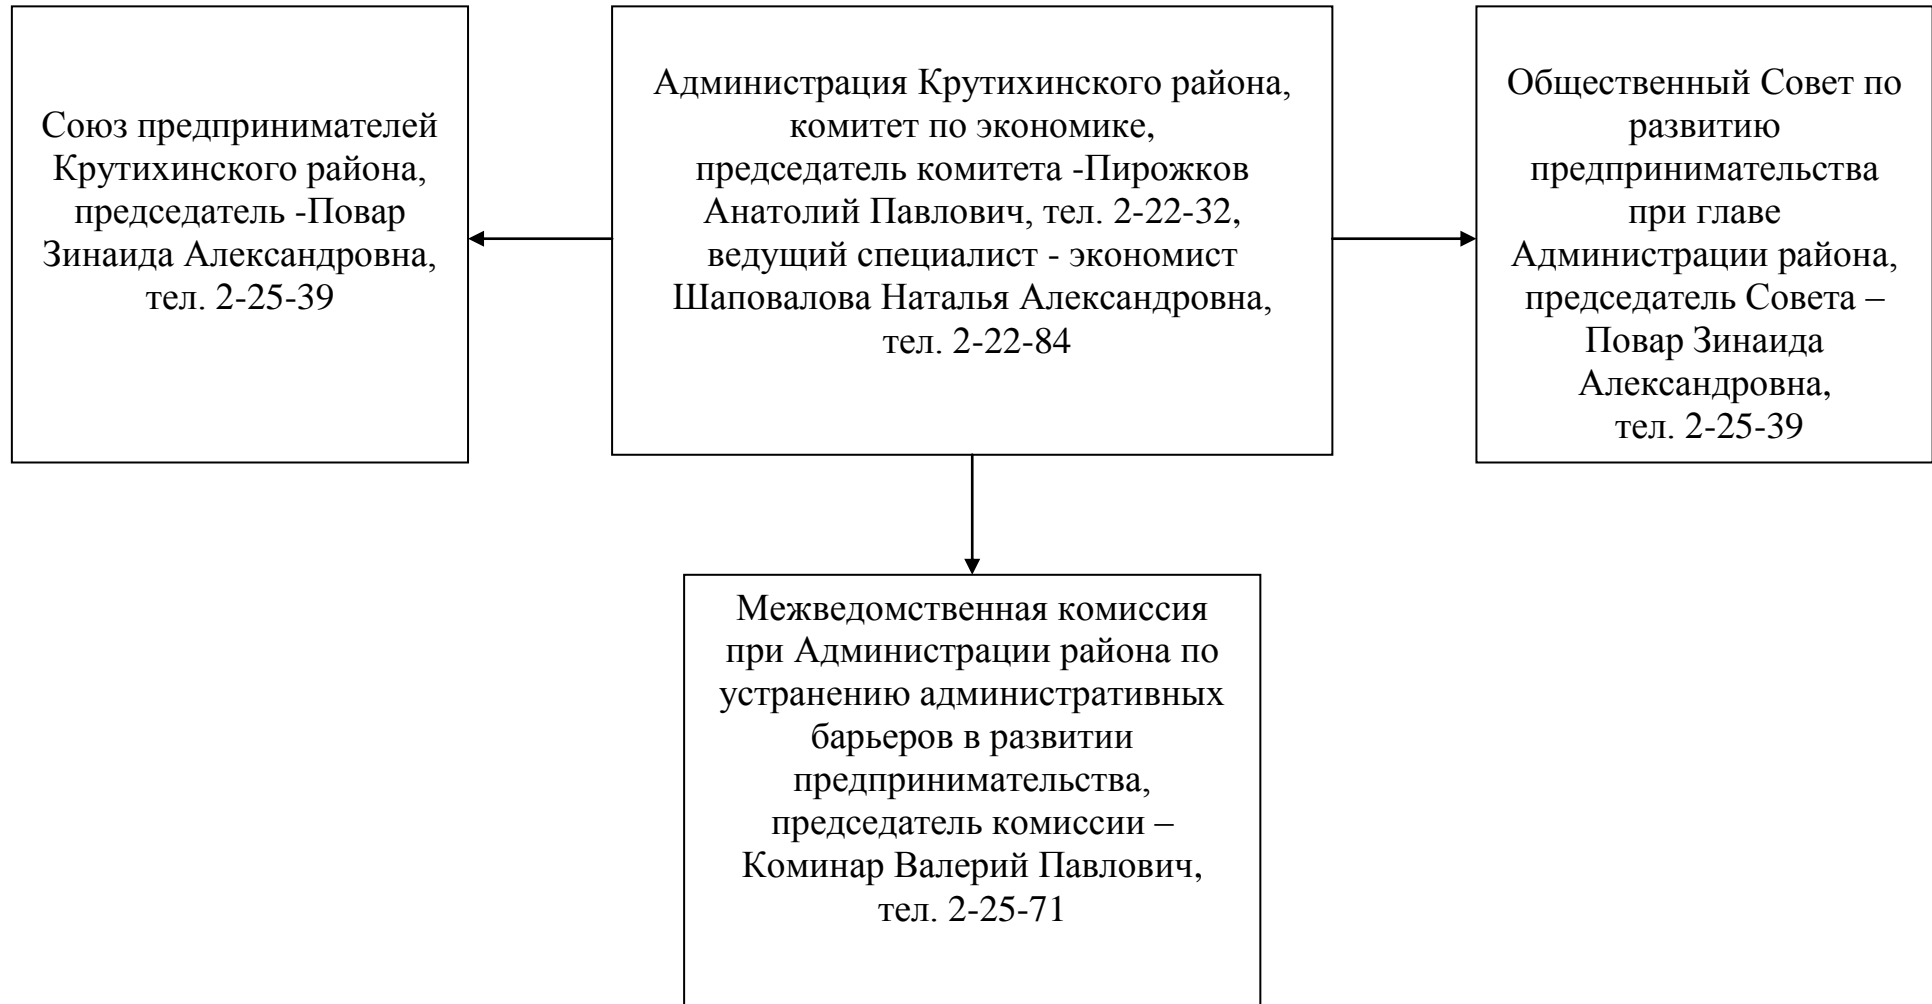 Союз предпринимателей
Крутихинского района,
председатель -Повар
Зинаида Александровна,
тел. 2-25-39
Администрация Крутихинского района,
комитет по экономике,
председатель комитета -Пирожков
Анатолий Павлович, тел. 2-22-32,
ведущий специалист - экономист
Шаповалова Наталья Александровна,
тел. 2-22-84
Общественный Совет по
развитию
предпринимательства
при главе
Администрации района,
председатель Совета –
Повар Зинаида
Александровна,
тел. 2-25-39
Межведомственная комиссия
при Администрации района по
устранению административных
барьеров в развитии
предпринимательства,
председатель комиссии –
Коминар Валерий Павлович,
тел. 2-25-71